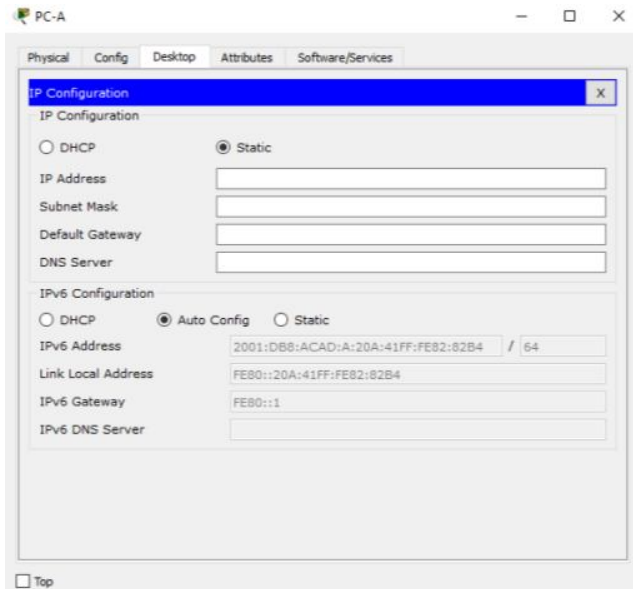 PC-A
Physical Config Desktop Attributes Software/Services
IP Configuration X
IP Configuration
DHCP Static
IP Address
Subnet Mask
Default Gateway
DNS Server
IPv6 Configuration
DHCP Auto Config Static
IPv6 Address 2001:DB8:ACAD:A:20A:41FF:FE82:82B4 / 64
Link Local Address FE80::20A:41FF:FE82:82B4
IPv6 Gateway FE80::1
IPv6 DNS Server
Top